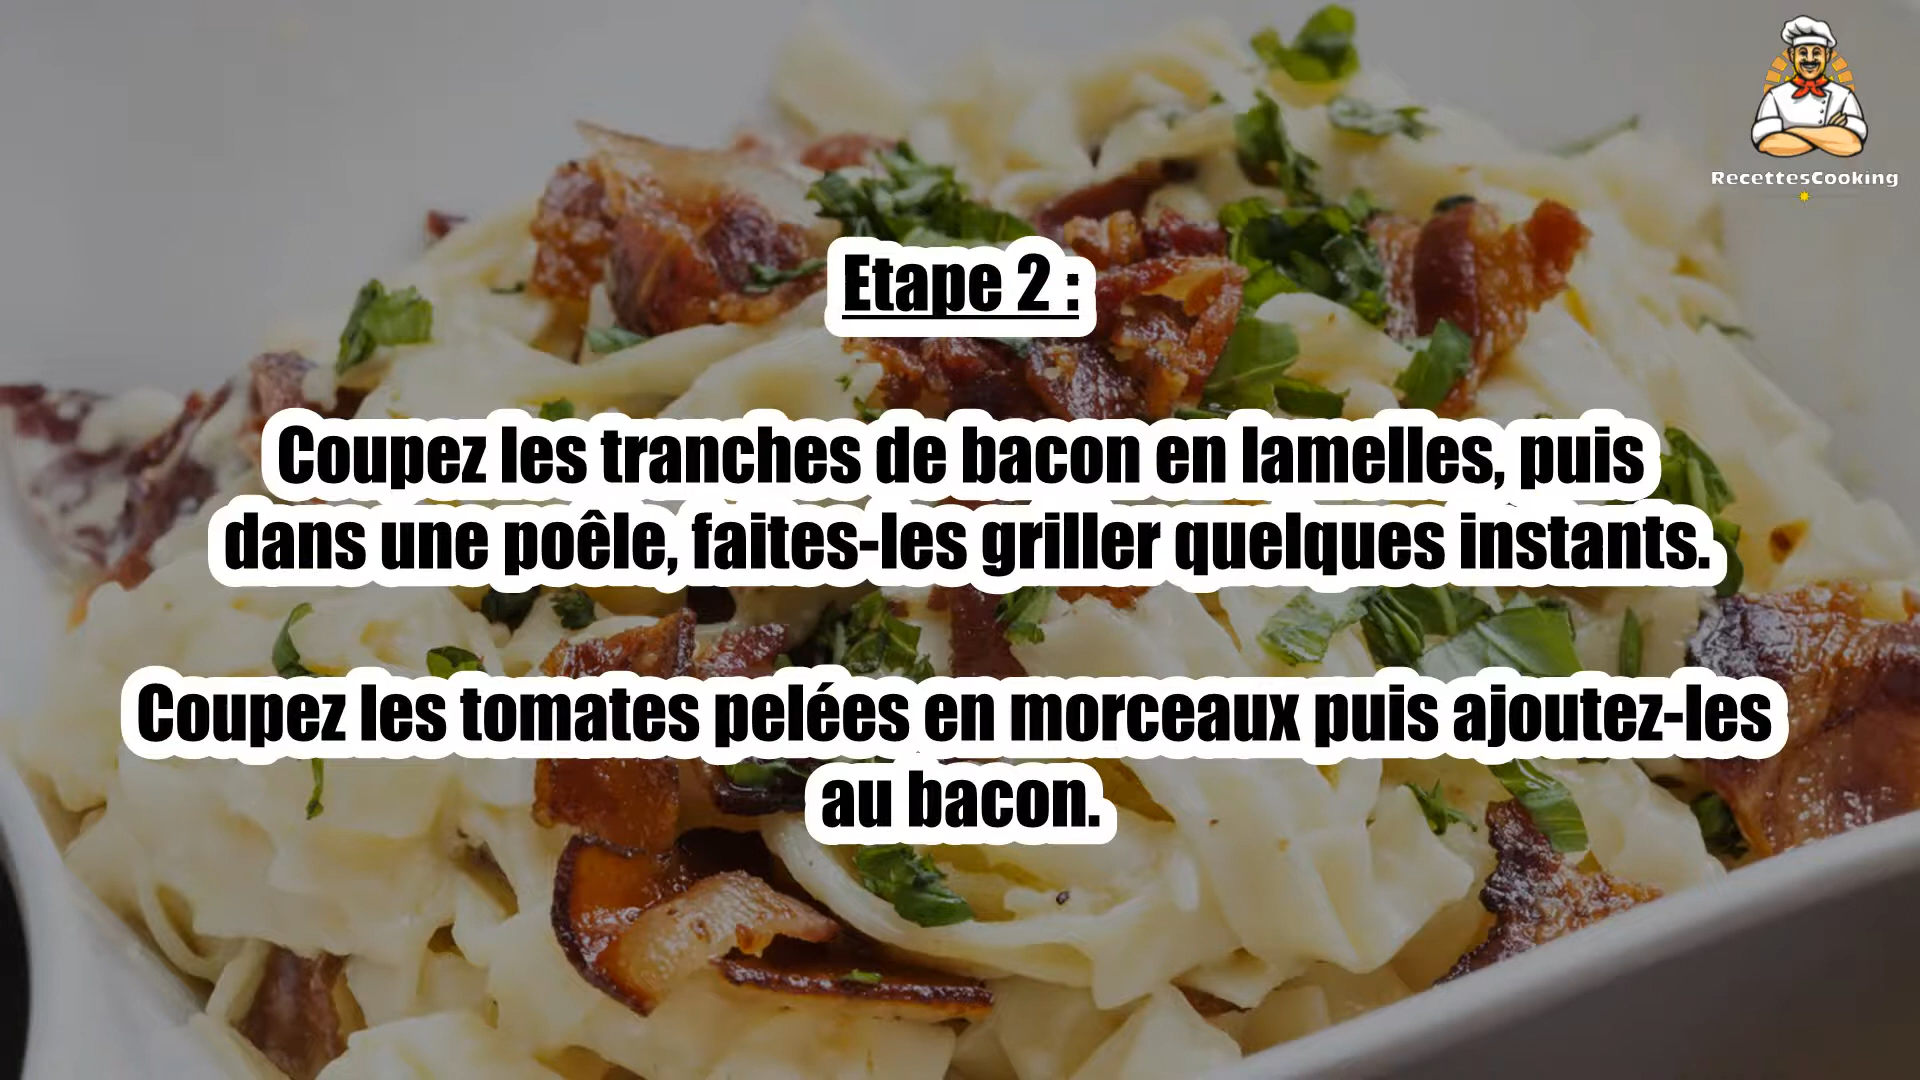 RecettesCooking
Etape 2 :
Coupez les tranches de bacon en lamelles, puis
dans une poêle, faites-les griller quelques instants.
Coupez les tomates pelées en morceaux puis ajoutez-les
au bacon.